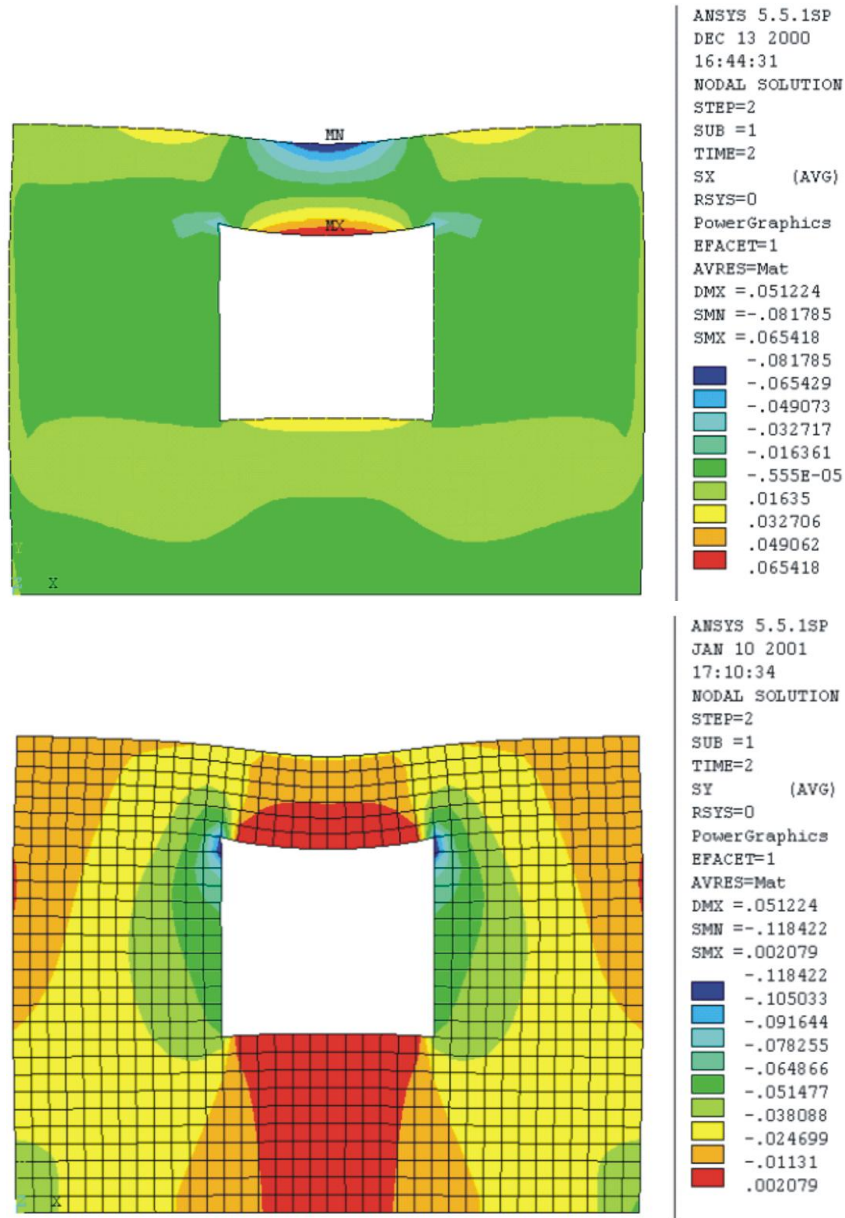 ANSYS 5.5.1SP
DEC 13 2000
16:44:31
NODAL SOLUTION
STEP=2
SUB =1
TIME=2
SX (AVG)
RSYS=0
PowerGraphics
EFACET=1
AVRES=Mat
DMX =.051224
SMN =-.081785
SMX =.065418
-.081785
-.065429
-.049073
-.032717
-.016361
-.555E-05
.01635
.032706
.049062
.065418
MN
MX
Y
Z X
ANSYS 5.5.1SP
JAN 10 2001
17:10:34
NODAL SOLUTION
STEP=2
SUB =1
TIME=2
SY (AVG)
RSYS=0
PowerGraphics
EFACET=1
AVRES=Mat
DMX =.051224
SMN =-.118422
SMX =.002079
-.118422
-.105033
-.091644
-.078255
-.064866
-.051477
-.038088
-.024699
-.01131
.002079
Z X